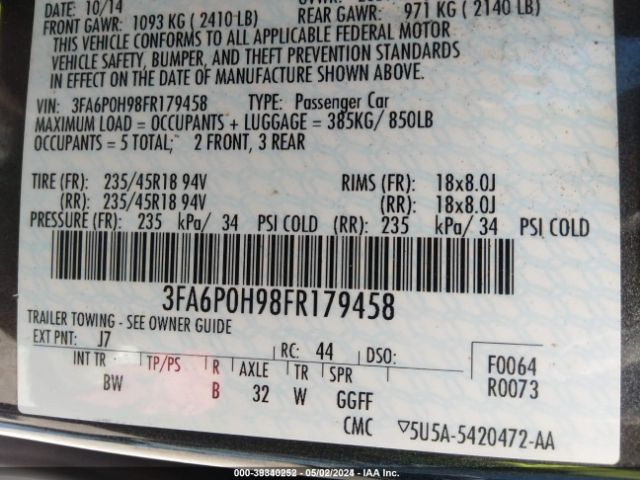 DATE: 10/14
FRONT GAWR: 1093 KG ( 2410 LB)
REAR GAWR: 971 KG ( 2140 LB)
THIS VEHICLE CONFORMS TO ALL APPLICABLE FEDERAL MOTOR
VEHICLE SAFETY, BUMPER, AND THEFT PREVENTION STANDARDS
IN EFFECT ON THE DATE OF MANUFACTURE SHOWN ABOVE.
VIN: 3FA6P0H98FR179458 TYPE: Passenger Car
MAXIMUM LOAD = OCCUPANTS + LUGGAGE = 385KG/ 850LB
OCCUPANTS = 5 TOTAL; 2 FRONT, 3 REAR
TIRE (FR): 235/45R18 94V RIMS (FR): 18x8.0J
(RR): 235/45R18 94V (RR): 18x8.0J
PRESSURE (FR): 235 kPa/ 34 PSI COLD (RR): 235 kPa/ 34 PSI COLD
3FA6P0H98FR179458
TRAILER TOWING - SEE OWNER GUIDE
EXT PNT: J7 RC: 44 DSO: F0064
INT TR TP/PS R AXLE TR SPR R0073
BW B 32 W GGFF
CMC ▽5U5A-5420472-AA
000-39340252 - 05/02/2024 - IAA Inc.